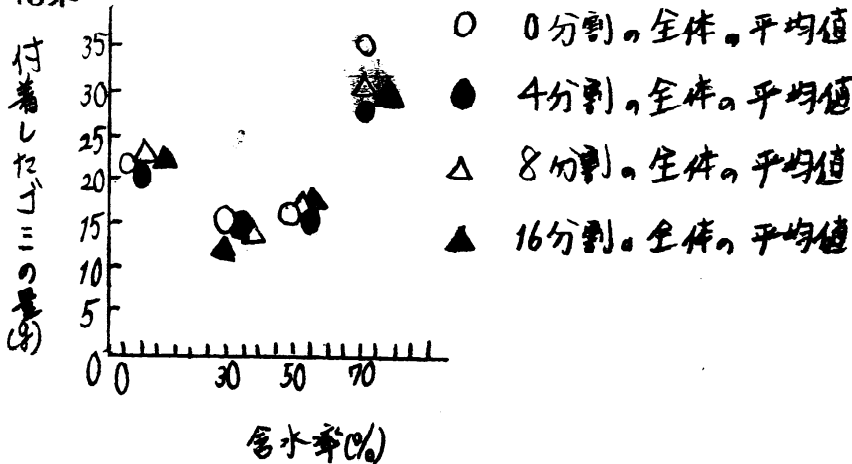 付着したゴミの量(g)
35
30
25
20
15
10
5
0
0 30 50 70
含水率(%)
○ 0分割の全体の平均値
● 4分割の全体の平均値
△ 8分割の全体の平均値
▲ 16分割の全体の平均値